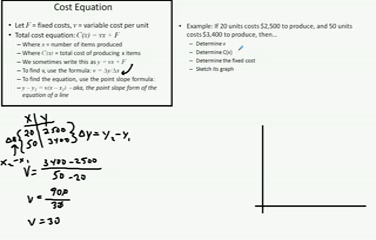 Cost Equation
• Let F = fixed costs, v = variable cost per unit
• Total cost equation: C(x) = vx + F
– Where x = number of items produced
– Where C(x) = total cost of producing x items
– We sometimes write this as y = vx + F
– To find v, use the formula: v = Δy/Δx
– To find the equation, use the point slope formula:
– y − y₁ = v(x − x₁) - aka, the point slope form of the
equation of a line
• Example: If 20 units cost $2,500 to produce, and 50 units
costs $3,400 to produce, then…
– Determine v
– Determine C(x)
– Determine the fixed cost
– Sketch its graph
X Y
20 2500
50 3400
Δy = y₂ − y₁
x₂ − x₁
V = 3400 − 2500
50 − 20
V = 900
30
V = 30